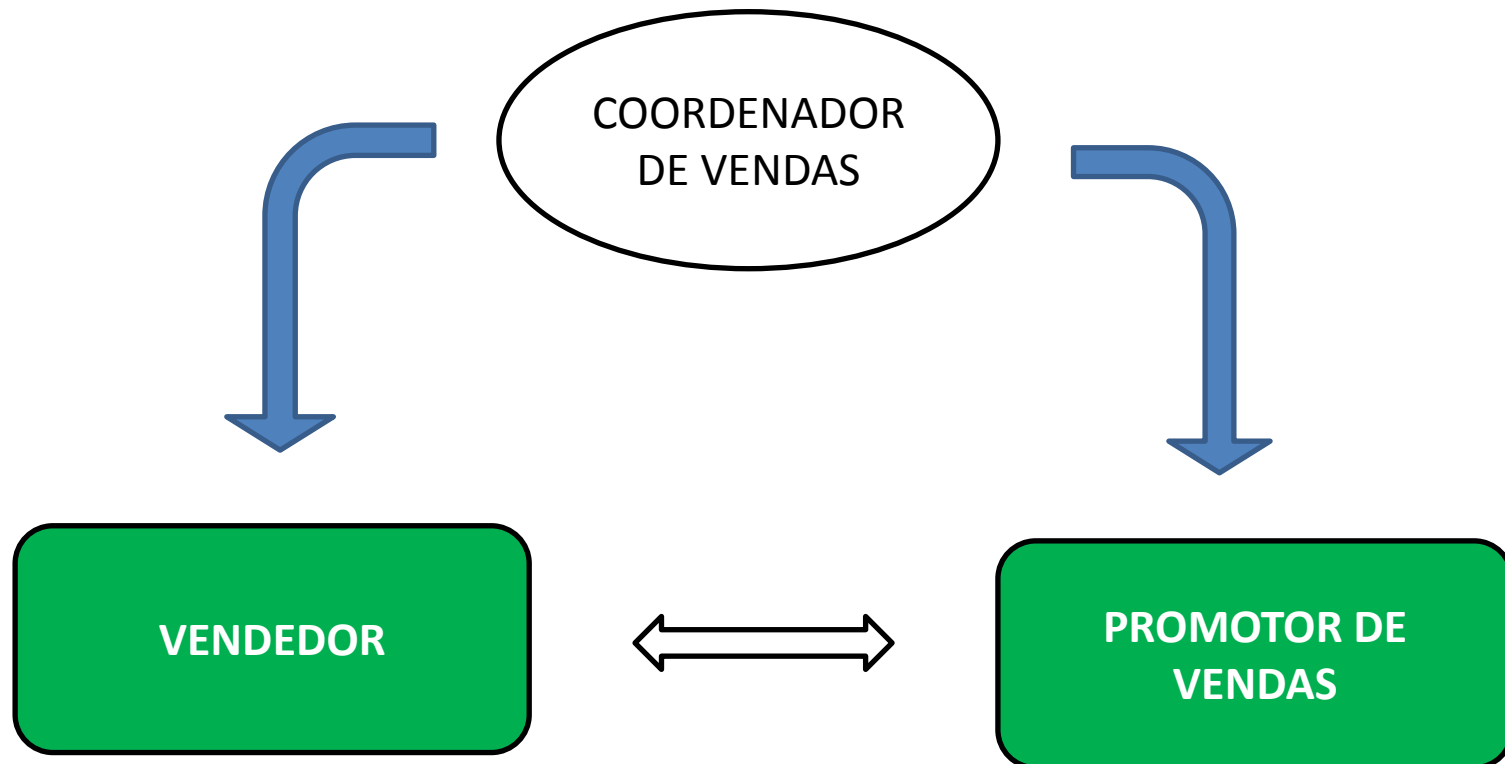 COORDENADOR
DE VENDAS
VENDEDOR
PROMOTOR DE
VENDAS